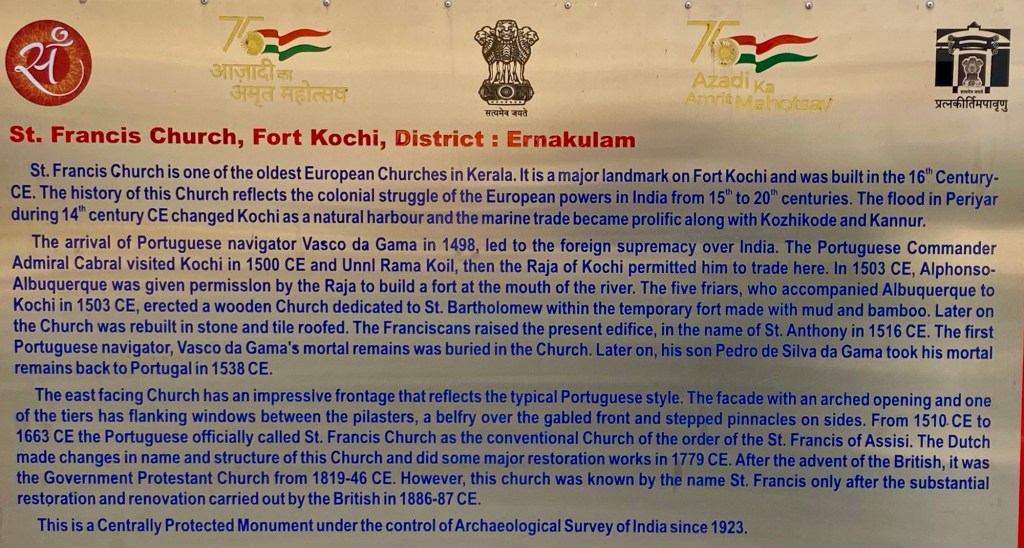 सं
75
आज़ादी का
अमृत महोत्सव
सत्यमेव जयते
75
Azadi Ka
Amrit Mahotsav
प्रत्नकीर्तिमपावृणु
St. Francis Church, Fort Kochi, District : Ernakulam
St. Francis Church is one of the oldest European Churches in Kerala. It is a major landmark on Fort Kochi and was built in the 16th Century-
CE. The history of this Church reflects the colonial struggle of the European powers in India from 15th to 20th centuries. The flood in Periyar
during 14th century CE changed Kochi as a natural harbour and the marine trade became prolific along with Kozhikode and Kannur.
The arrival of Portuguese navigator Vasco da Gama in 1498, led to the foreign supremacy over India. The Portuguese Commander
Admiral Cabral visited Kochi in 1500 CE and Unnl Rama Koil, then the Raja of Kochi permitted him to trade here. In 1503 CE, Alphonso-
Albuquerque was given permisslon by the Raja to build a fort at the mouth of the river. The five friars, who accompanied Albuquerque to
Kochi in 1503 CE, erected a wooden Church dedicated to St. Bartholomew within the temporary fort made with mud and bamboo. Later on
the Church was rebuilt in stone and tile roofed. The Franciscans raised the present edifice, in the name of St. Anthony in 1516 CE. The first
Portuguese navigator, Vasco da Gama's mortal remains was buried in the Church. Later on, his son Pedro de Silva da Gama took his mortal
remains back to Portugal in 1538 CE.
The east facing Church has an impresslve frontage that reflects the typical Portuguese style. The facade with an arched opening and one
of the tiers has flanking windows between the pilasters, a belfry over the gabled front and stepped pinnacles on sides. From 1510 CE to
1663 CE the Portuguese officially called St. Francis Church as the conventional Church of the order of the St. Francis of Assisi. The Dutch
made changes in name and structure of this Church and did some major restoration works in 1779 CE. After the advent of the British, it was
the Government Protestant Church from 1819-46 CE. However, this church was known by the name St. Francis only after the substantial
restoration and renovation carried out by the British in 1886-87 CE.
This is a Centrally Protected Monument under the control of Archaeological Survey of India since 1923.